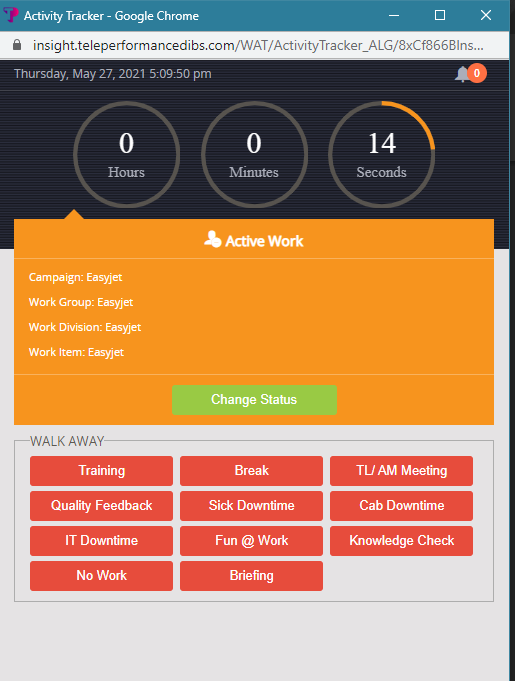 Activity Tracker - Google Chrome
insight.teleperformancedibs.com/WAT/ActivityTracker_ALG/8xCf866BIns...
Thursday, May 27, 2021 5:09:50 pm
0
0 0 14
Hours Minutes Seconds
Active Work
Campaign: Easyjet
Work Group: Easyjet
Work Division: Easyjet
Work Item: Easyjet
Change Status
WALK AWAY
Training Break TL/ AM Meeting
Quality Feedback Sick Downtime Cab Downtime
IT Downtime Fun @ Work Knowledge Check
No Work Briefing